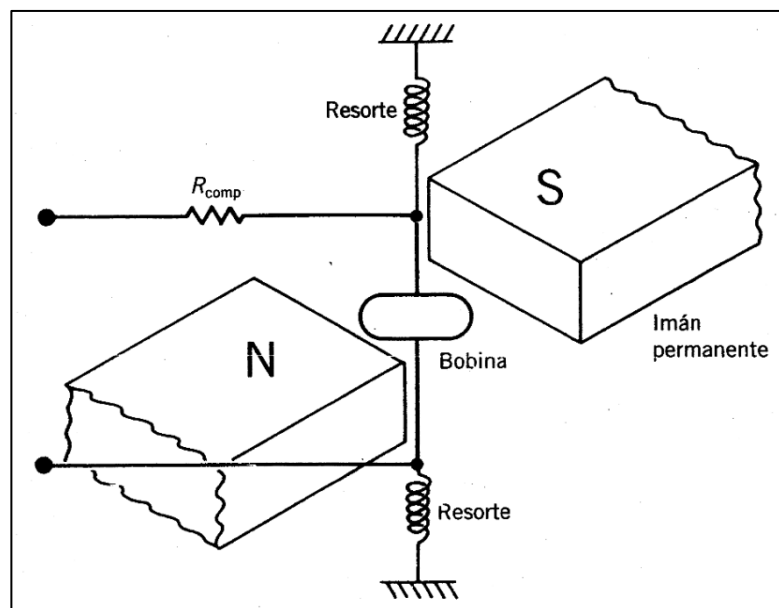 Resorte
S
R_comp
Imán
permanente
N
Bobina
Resorte